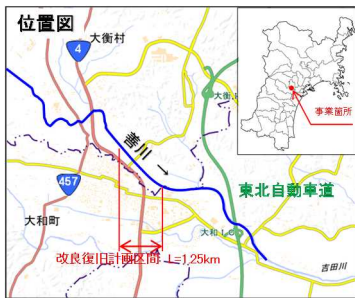 位置図
4
大衡村
大衡
事業箇所
善川 →
457
東北自動車道
大和町
大和IC
改良復旧計画区間 L=1.25km
吉田川